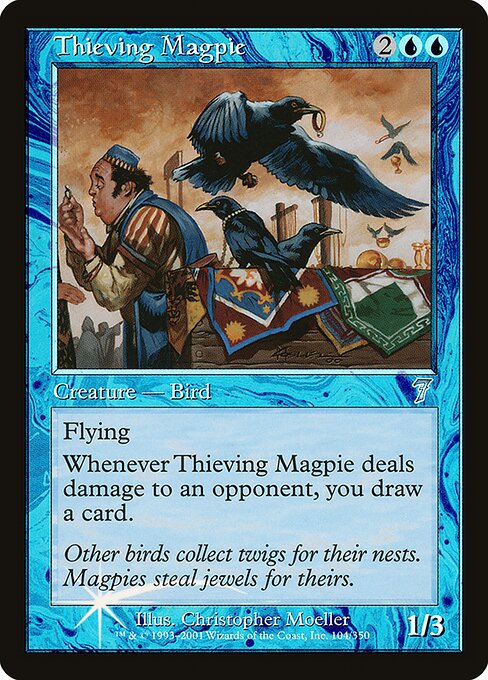 Thieving Magpie 2
Creature — Bird 7
Flying
Whenever Thieving Magpie deals
damage to an opponent, you draw
a card.
Other birds collect twigs for their nests.
Magpies steal jewels for theirs.
Illus. Christopher Moeller
™ & © 1993–2001 Wizards of the Coast, Inc. 104/350
1/3